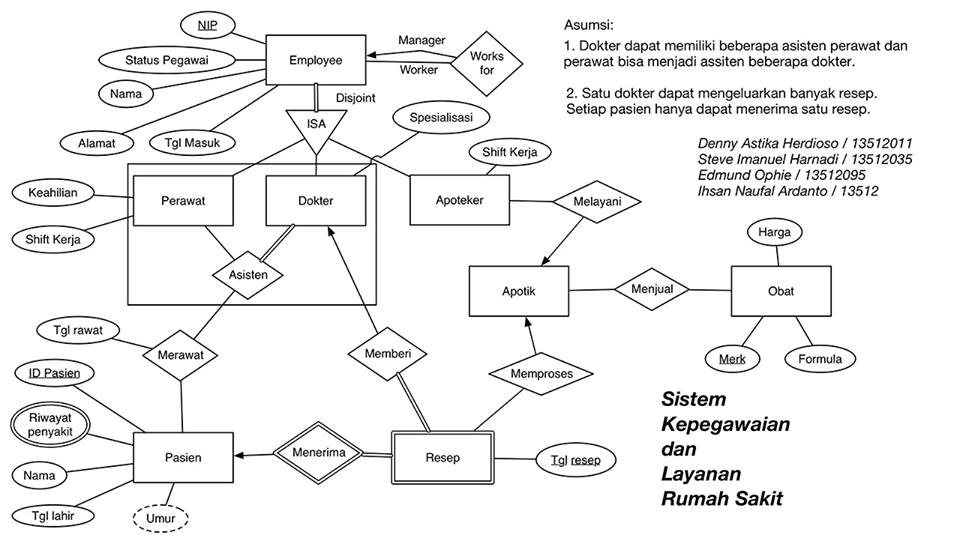 NIP
Status Pegawai
Nama
Alamat
Tgl Masuk
Employee
Manager
Worker
Works
for
Disjoint
ISA
Spesialisasi
Asumsi:
1. Dokter dapat memiliki beberapa asisten perawat dan
perawat bisa menjadi assiten beberapa dokter.
2. Satu dokter dapat mengeluarkan banyak resep.
Setiap pasien hanya dapat menerima satu resep.
Denny Astika Herdioso / 13512011
Steve Imanuel Harnadi / 13512035
Edmund Ophie / 13512095
Ihsan Naufal Ardanto / 13512
Keahilian
Shift Kerja
Perawat
Dokter
Apoteker
Shift Kerja
Melayani
Asisten
Apotik
Menjual
Obat
Harga
Merk
Formula
Tgl rawat
Merawat
Memberi
Memproses
ID Pasien
Riwayat
penyakit
Nama
Tgl lahir
Umur
Pasien
Menerima
Resep
Tgl resep
Sistem
Kepegawaian
dan
Layanan
Rumah Sakit